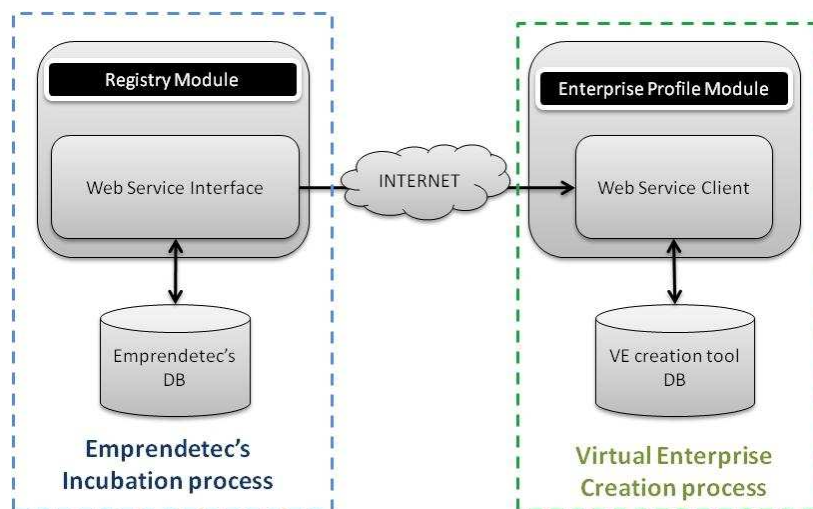 Registry Module
Web Service Interface
Emprendetec's
DB
Emprendetec's
Incubation process
INTERNET
Enterprise Profile Module
Web Service Client
VE creation tool
DB
Virtual Enterprise
Creation process